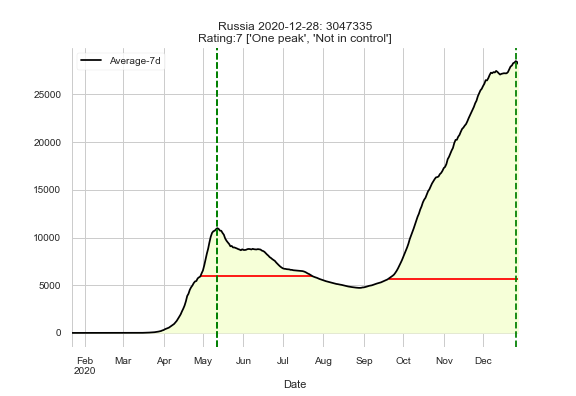 Russia 2020-12-28: 3047335
Rating:7 ['One peak', 'Not in control']
Average-7d
25000
20000
15000
10000
5000
0
Feb Mar Apr May Jun Jul Aug Sep Oct Nov Dec
2020
Date